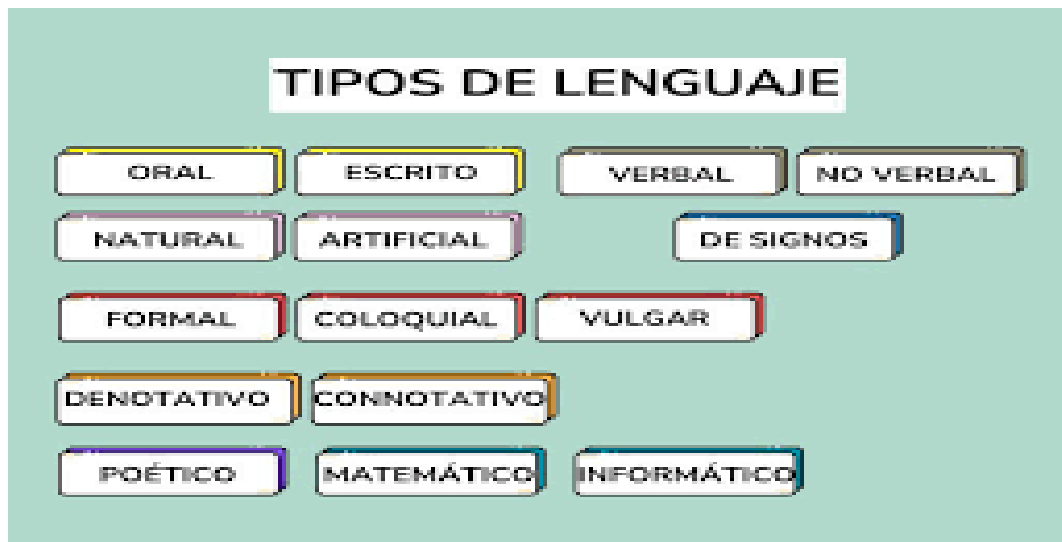 TIPOS DE LENGUAJE
ORAL ESCRITO VERBAL NO VERBAL
NATURAL ARTIFICIAL DE SIGNOS
FORMAL COLOQUIAL VULGAR
DENOTATIVO CONNOTATIVO
POÉTICO MATEMÁTICO INFORMÁTICO